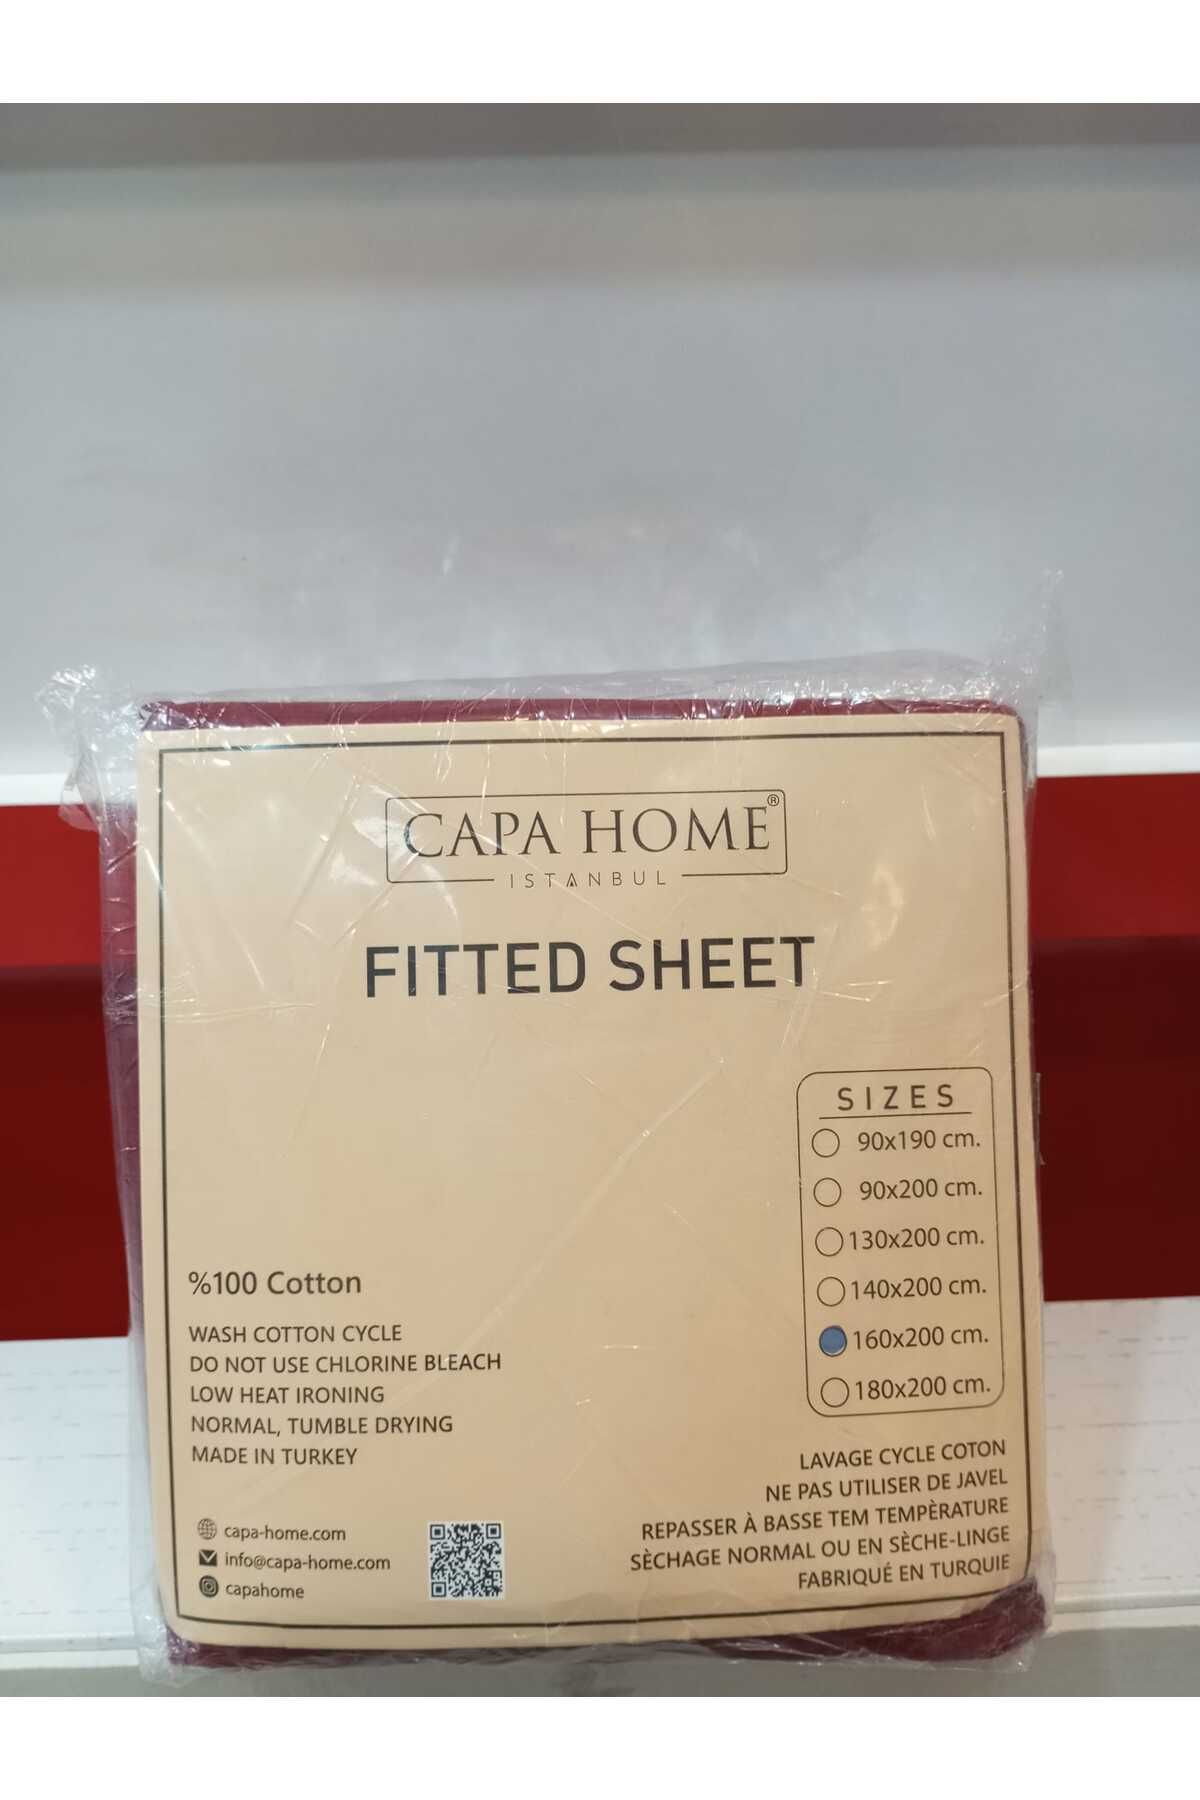 CAPA HOME®
ISTANBUL
FITTED SHEET
SIZES
90x190 cm.
90x200 cm.
130x200 cm.
140x200 cm.
160x200 cm.
180x200 cm.
%100 Cotton
WASH COTTON CYCLE
DO NOT USE CHLORINE BLEACH
LOW HEAT IRONING
NORMAL, TUMBLE DRYING
MADE IN TURKEY
capa-home.com
info@capa-home.com
capahome
LAVAGE CYCLE COTON
NE PAS UTILISER DE JAVEL
REPASSER À BASSE TEM TEMPÈRATURE
SÈCHAGE NORMAL OU EN SÈCHE-LINGE
FABRIQUÉ EN TURQUIE